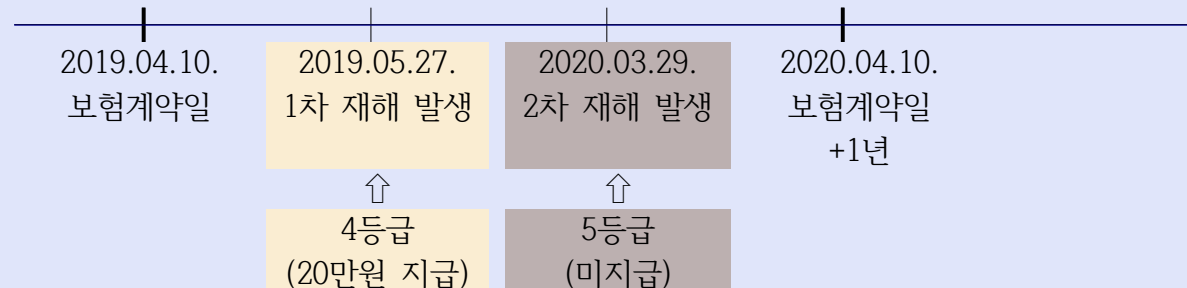 2019.04.10.
보험계약일
2019.05.27.
1차 재해 발생
2020.03.29.
2차 재해 발생
2020.04.10.
보험계약일
+1년
⇧
⇧
4등급
(20만원 지급)
5등급
(미지급)